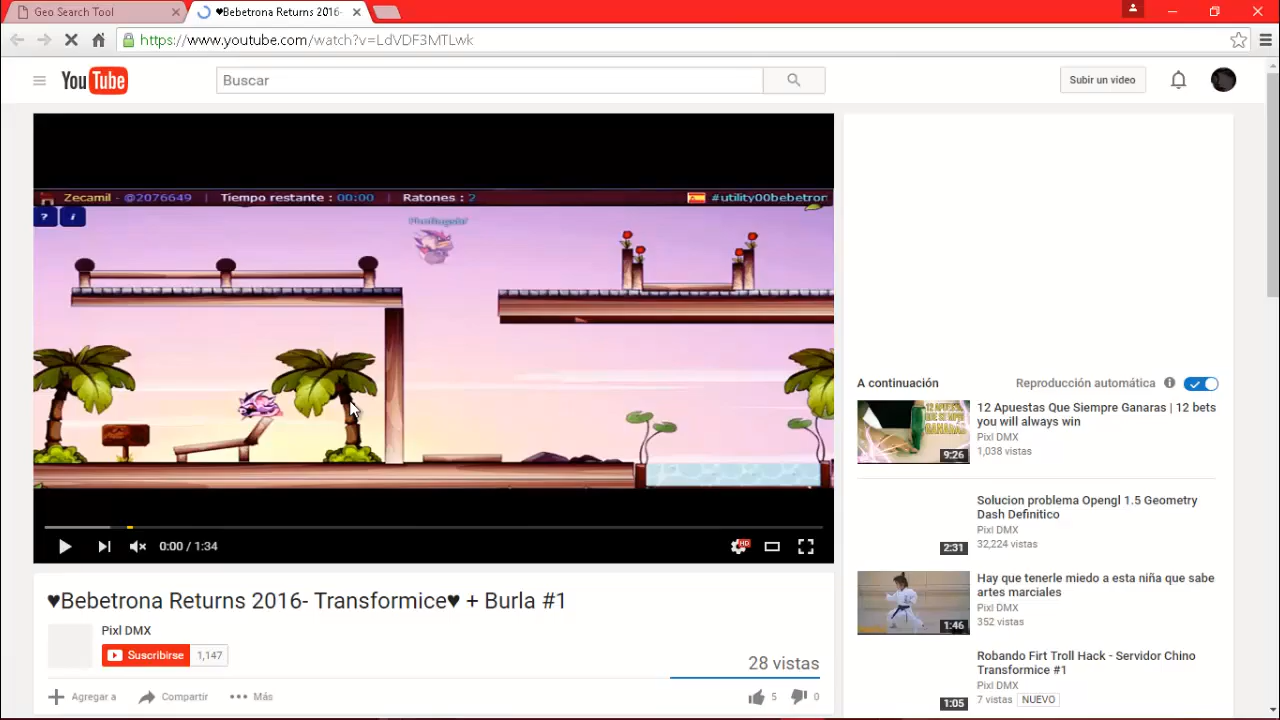 Geo Search Tool
♥Bebetrona Returns 2016-
https://www.youtube.com/watch?v=LdVDF3MTLwk
YouTube
Buscar
Subir un video
Zecamil - @2076649 | Tiempo restante : 00:00 | Ratones : 2
#utility00bebetron
? i
0:00 / 1:34
HD
♥Bebetrona Returns 2016- Transformice♥ + Burla #1
Pixl DMX
Suscribirse 1,147
28 vistas
Agregar a Compartir Más
5 0
A continuación
Reproducción automática
12 APUESTAS QUE SIEMPRE GANARAS
9:26
12 Apuestas Que Siempre Ganaras | 12 bets
you will always win
Pixl DMX
1,038 vistas
2:31
Solucion problema Opengl 1.5 Geometry
Dash Definitico
Pixl DMX
32,224 vistas
1:46
Hay que tenerle miedo a esta niña que sabe
artes marciales
Pixl DMX
352 vistas
1:05
Robando Firt Troll Hack - Servidor Chino
Transformice #1
Pixl DMX
7 vistas NUEVO